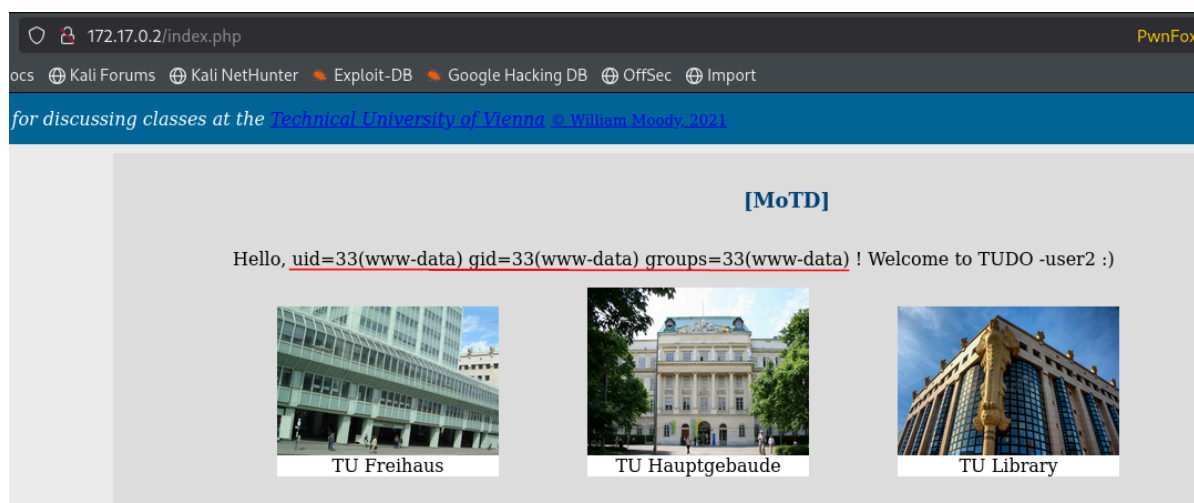 172.17.0.2/index.php
PwnFox
ocs Kali Forums Kali NetHunter Exploit-DB Google Hacking DB OffSec Import
for discussing classes at the Technical University of Vienna © William Moody, 2021
[MoTD]
Hello, uid=33(www-data) gid=33(www-data) groups=33(www-data) ! Welcome to TUDO -user2 :)
TU Freihaus
TU Hauptgebaude
TU Library